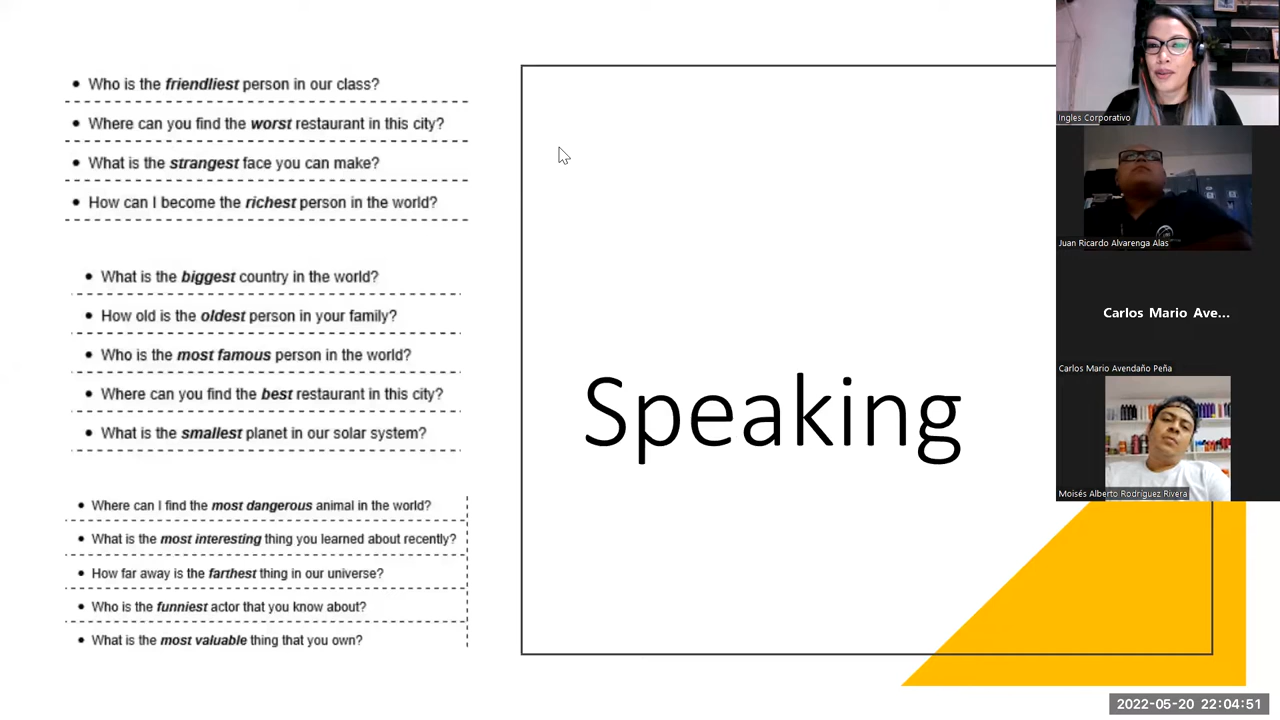 • Who is the friendliest person in our class?
• Where can you find the worst restaurant in this city?
• What is the strangest face you can make?
• How can I become the richest person in the world?
• What is the biggest country in the world?
• How old is the oldest person in your family?
• Who is the most famous person in the world?
• Where can you find the best restaurant in this city?
• What is the smallest planet in our solar system?
• Where can I find the most dangerous animal in the world?
• What is the most interesting thing you learned about recently?
• How far away is the farthest thing in our universe?
• Who is the funniest actor that you know about?
• What is the most valuable thing that you own?
Speaking
Ingles Corporativo
Juan Ricardo Alvarenga Alas
Carlos Mario Ave...
Carlos Mario Avendaño Peña
Moisés Alberto Rodríguez Rivera
2022-05-20 22:04:51